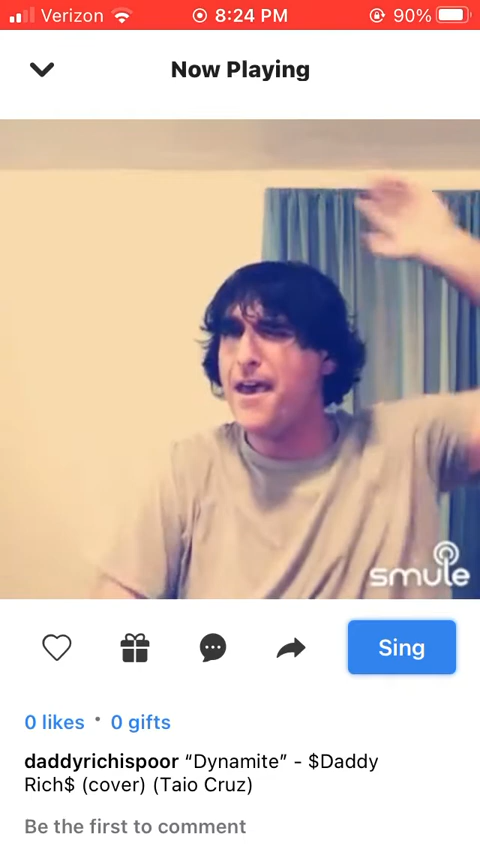 Verizon 8:24 PM 90%
Now Playing
smule
Sing
0 likes • 0 gifts
daddyrichispoor “Dynamite” - $Daddy
Rich$ (cover) (Taio Cruz)
Be the first to comment